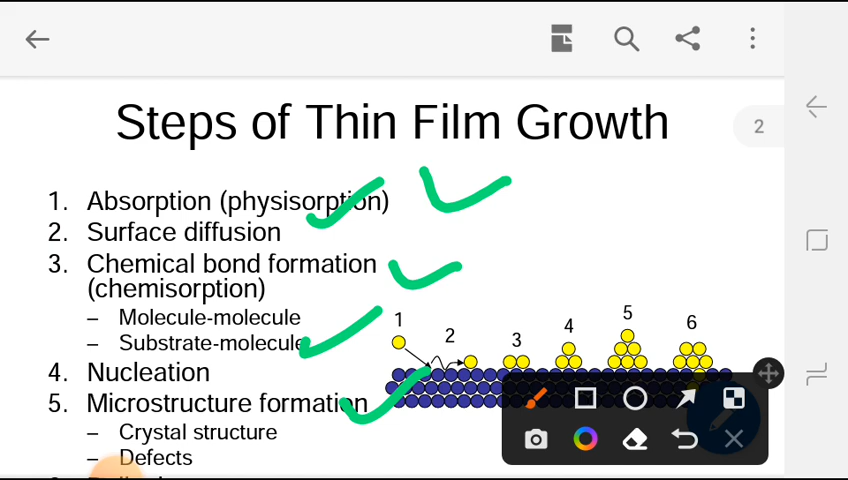 2
Steps of Thin Film Growth
1. Absorption (physisorption)
2. Surface diffusion
3. Chemical bond formation
(chemisorption)
– Molecule-molecule
– Substrate-molecule
4. Nucleation
5. Microstructure formation
– Crystal structure
– Defects
1
2
3
4
5
6